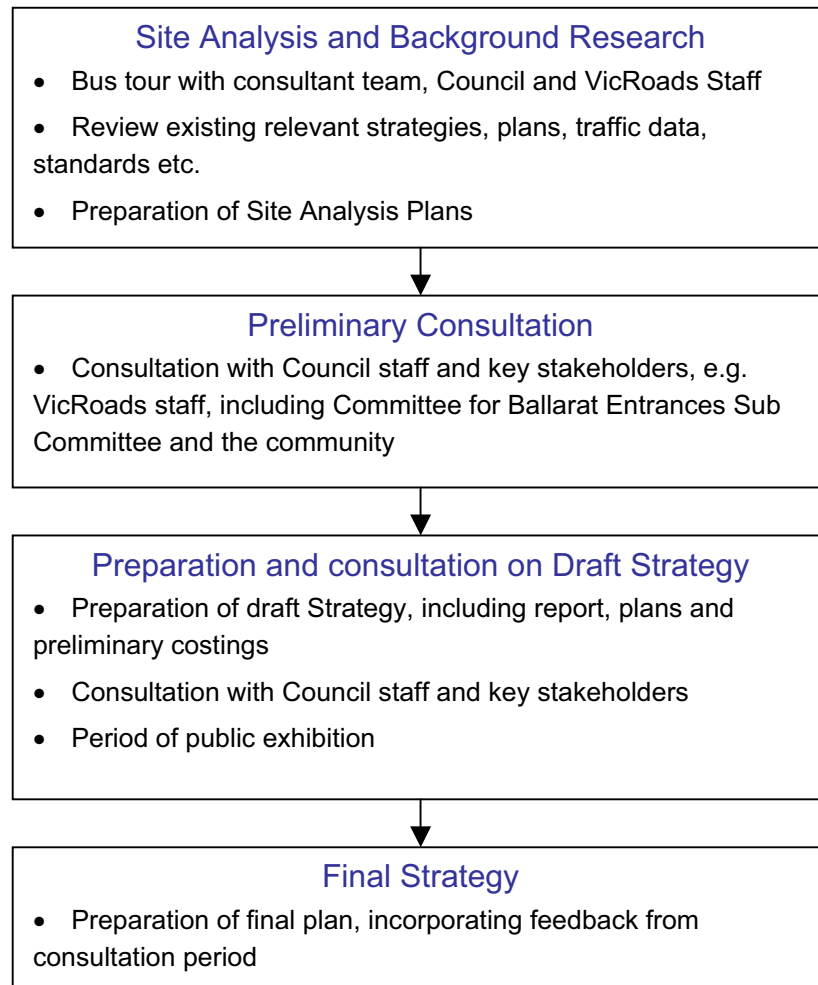 Site Analysis and Background Research
• Bus tour with consultant team, Council and VicRoads Staff
• Review existing relevant strategies, plans, traffic data,
standards etc.
• Preparation of Site Analysis Plans
Preliminary Consultation
• Consultation with Council staff and key stakeholders, e.g.
VicRoads staff, including Committee for Ballarat Entrances Sub
Committee and the community
Preparation and consultation on Draft Strategy
• Preparation of draft Strategy, including report, plans and
preliminary costings
• Consultation with Council staff and key stakeholders
• Period of public exhibition
Final Strategy
• Preparation of final plan, incorporating feedback from
consultation period